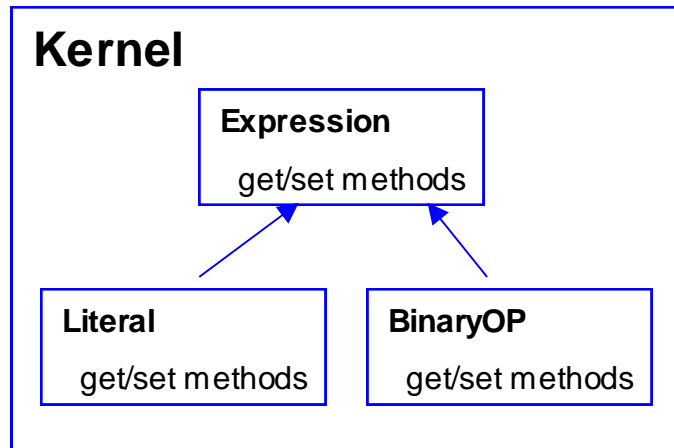 Kernel
Expression
get/set methods
Literal
get/set methods
BinaryOP
get/set methods